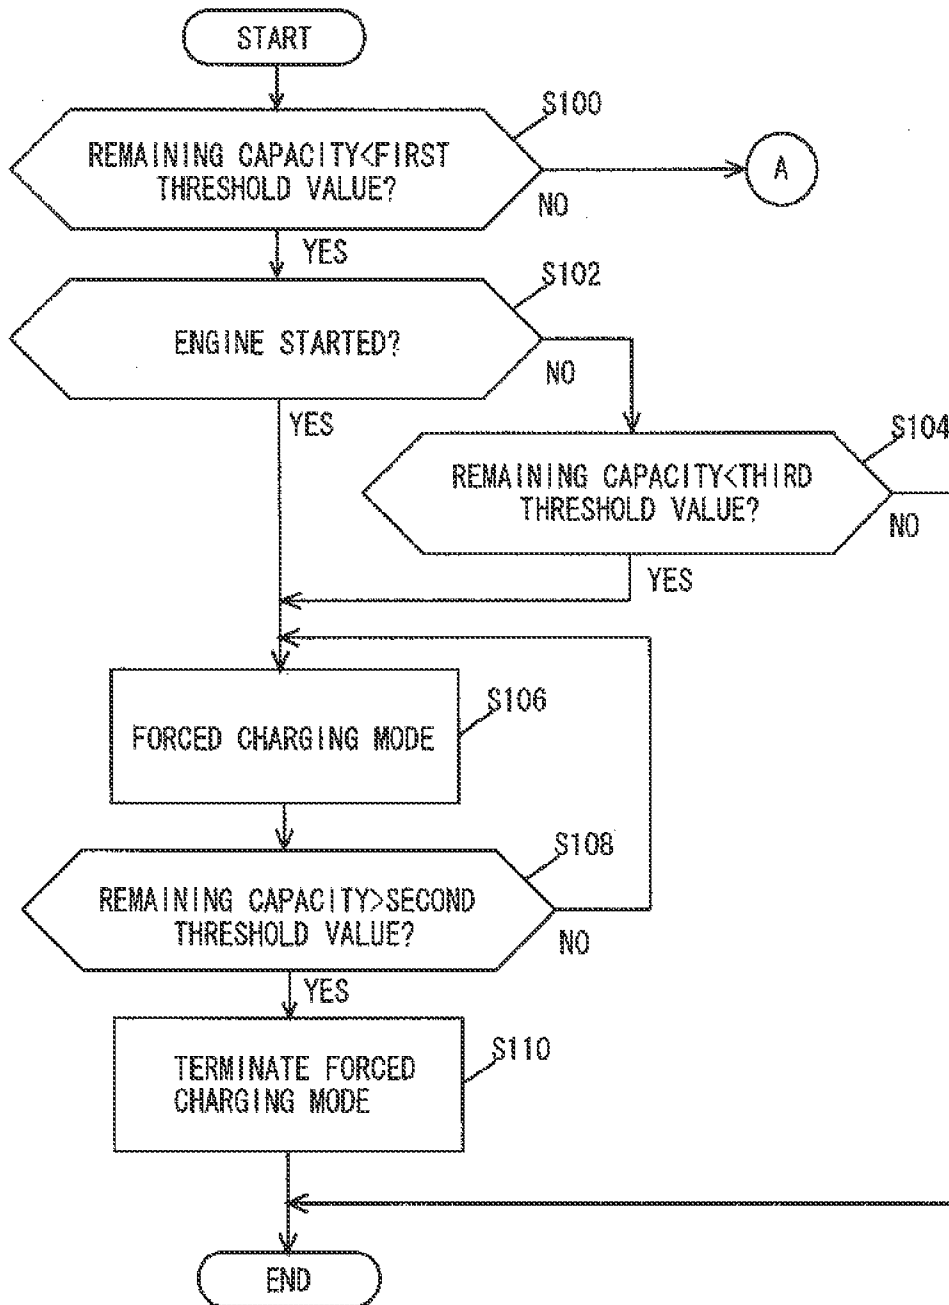 START
S100
REMAINING CAPACITY<FIRST
THRESHOLD VALUE?
A
NO
YES
S102
ENGINE STARTED?
NO
YES
S104
REMAINING CAPACITY<THIRD
THRESHOLD VALUE?
NO
YES
S106
FORCED CHARGING MODE
S108
REMAINING CAPACITY>SECOND
THRESHOLD VALUE?
NO
YES
S110
TERMINATE FORCED
CHARGING MODE
END